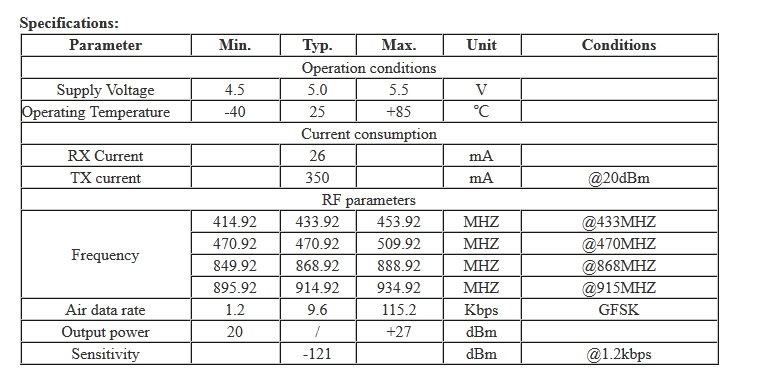 Specifications:
Parameter Min. Typ. Max. Unit Conditions
Operation conditions
Supply Voltage 4.5 5.0 5.5 V
Operating Temperature -40 25 +85 ℃
Current consumption
RX Current 26 mA
TX current 350 mA @20dBm
RF parameters
Frequency 414.92 433.92 453.92 MHZ @433MHZ
470.92 470.92 509.92 MHZ @470MHZ
849.92 868.92 888.92 MHZ @868MHZ
895.92 914.92 934.92 MHZ @915MHZ
Air data rate 1.2 9.6 115.2 Kbps GFSK
Output power 20 / +27 dBm
Sensitivity -121 dBm @1.2kbps